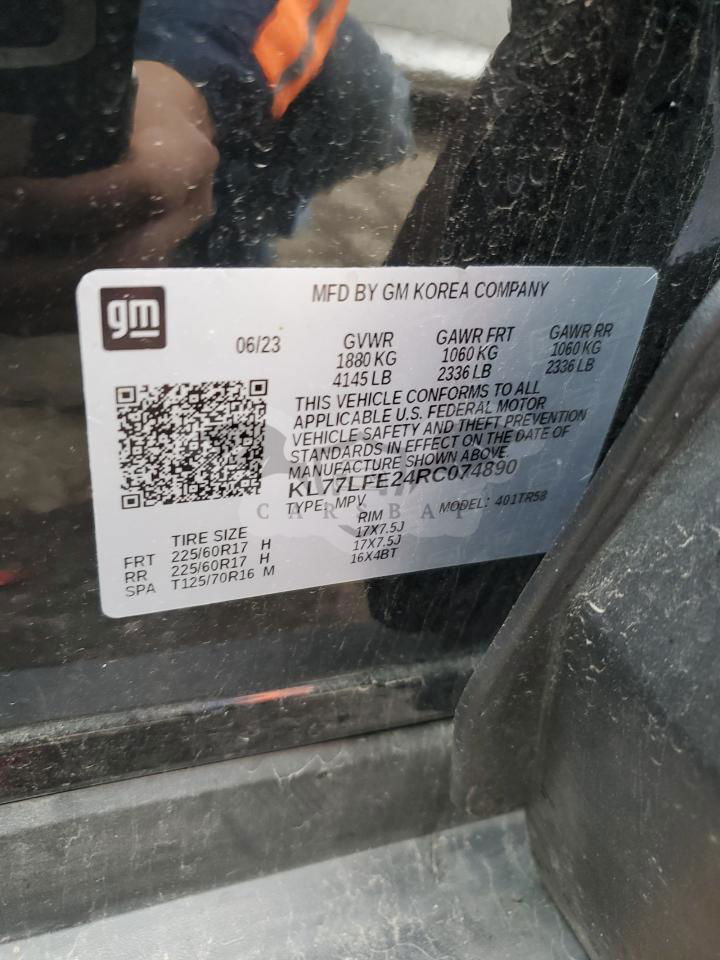 gm
MFD BY GM KOREA COMPANY
06/23 GVWR GAWR FRT GAWR RR
1880 KG 1060 KG 1060 KG
4145 LB 2336 LB 2336 LB
THIS VEHICLE CONFORMS TO ALL
APPLICABLE U.S. FEDERAL MOTOR
VEHICLE SAFETY AND THEFT PREVENTION
STANDARDS IN EFFECT ON THE DATE OF
MANUFACTURE SHOWN ABOVE.
KL77LFE24RC074890
TYPE: MPV MODEL: 401TR58
CARSBAP
TIRE SIZE RIM
FRT 225/60R17 H 17X7.5J
RR 225/60R17 H 17X7.5J
SPA T125/70R16 M 16X4BT